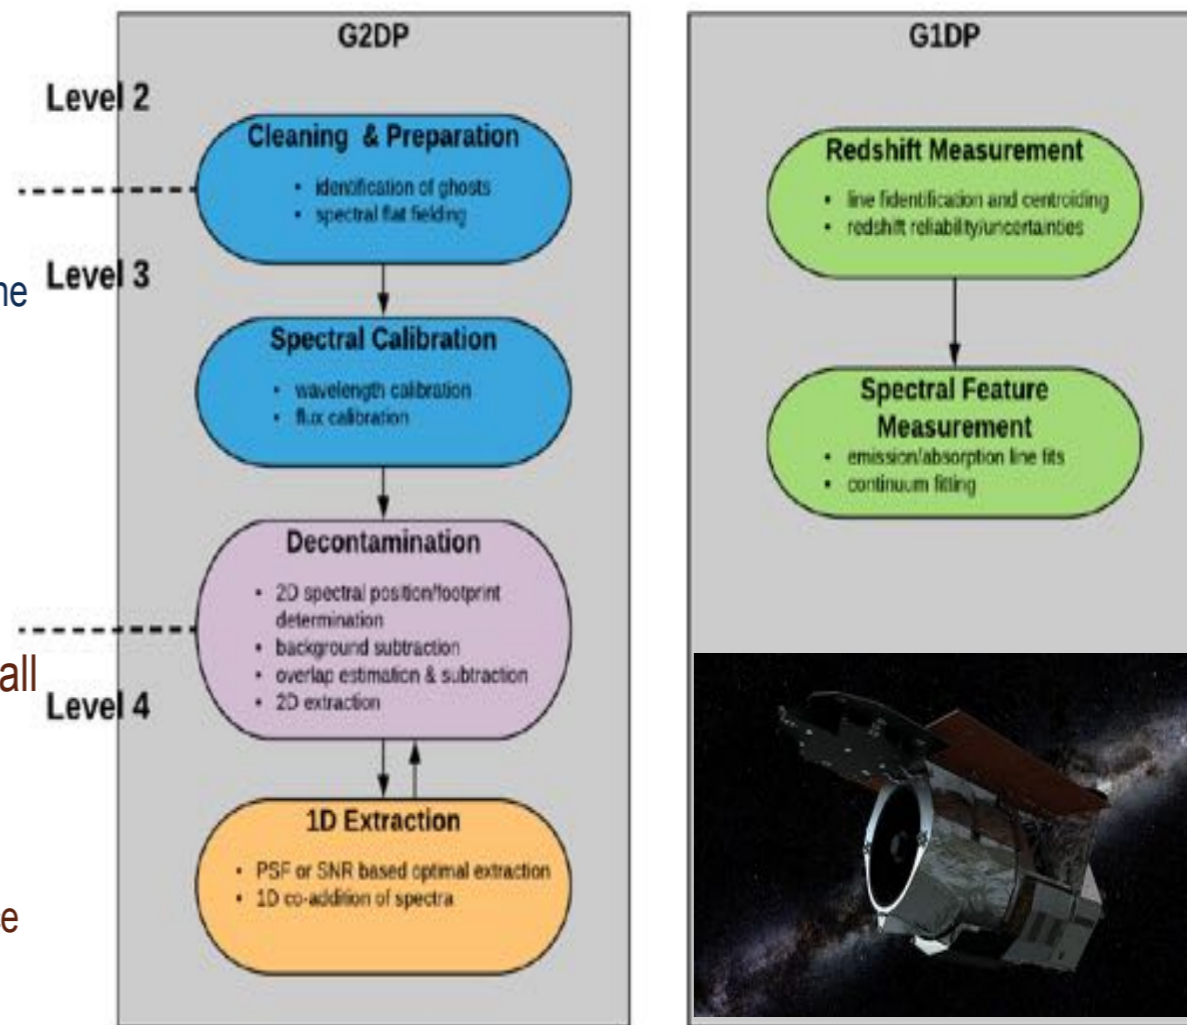 G2DP
Level 2
Cleaning & Preparation
• identification of ghosts
• spectral flat fielding
Level 3
ne
Spectral Calibration
• wavelength calibration
• flux calibration
Decontamination
• 2D spectral position/footprint
determination
• background subtraction
• overlap estimation & subtraction
• 2D extraction
all
Level 4
1D Extraction
• PSF or SNR based optimal extraction
• 1D co-addition of spectra
e
G1DP
Redshift Measurement
• line fidentification and centroiding
• redshift reliability/uncertainties
Spectral Feature
Measurement
• emission/absorption line fits
• continuum fitting